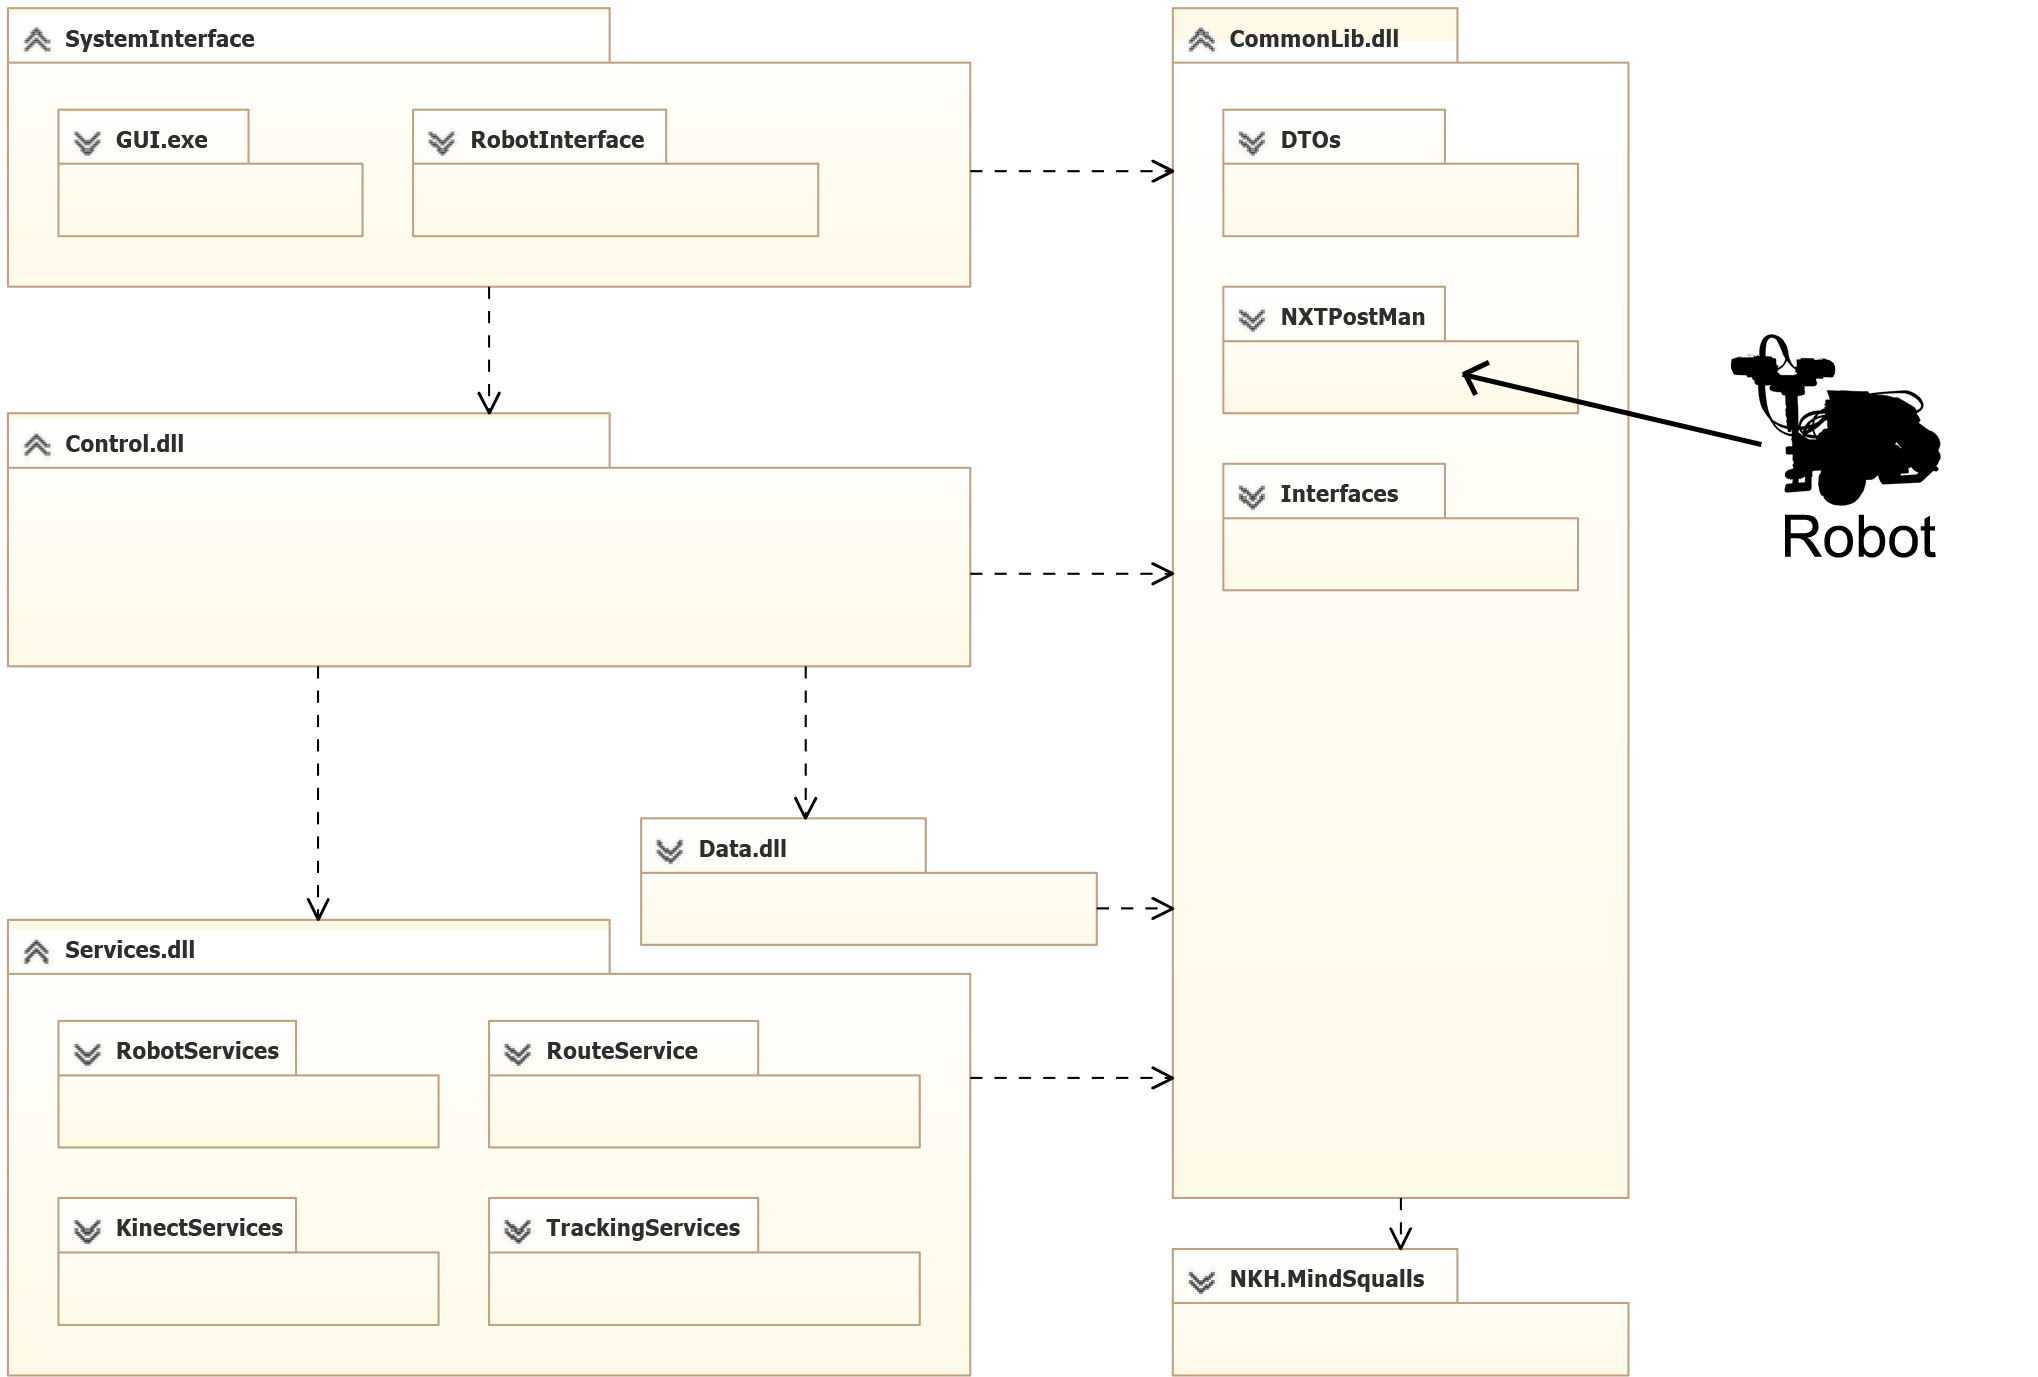 SystemInterface
GUI.exe
RobotInterface
CommonLib.dll
DTOs
NXTPostMan
Interfaces
Robot
Control.dll
Data.dll
Services.dll
RobotServices
RouteService
KinectServices
TrackingServices
NKH.MindSqualls